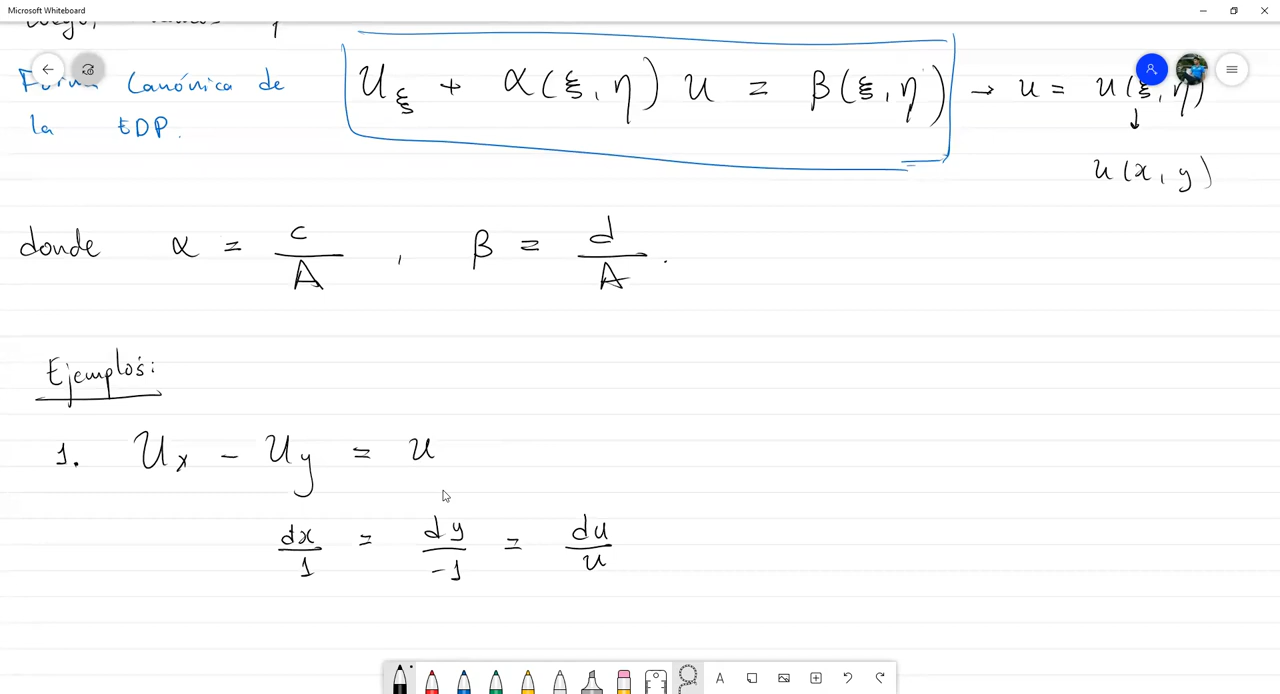 Microsoft Whiteboard
Forma Canónica de
la EDP.
U_ξ + α(ξ, η) u = β(ξ, η) → u = u(ξ, η)
↓
u(x, y)
donde α = c/A , β = d/A .
Ejemplos:
1. U_x - U_y = u
dx/1 = dy/-1 = du/u
A